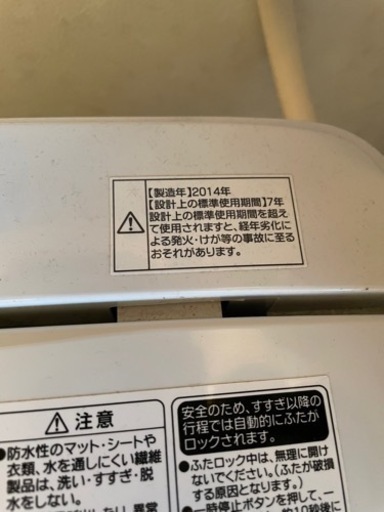 【製造年】2014年
【設計上の標準使用期間】7年
設計上の標準使用期間を超え
て使用されますと、経年劣化に
よる発火・けが等の事故に至る
おそれがあります。
注意
●防水性のマット・シートや
衣類、水を通しにくい繊維
製品は、洗い・すすぎ・脱
水をしない。
安全のため、すすぎ以降の
行程では自動的にふたが
ロックされます。
●ふたロック中は、無理に開け
ないでください。(ふたが破損
する原因となります。)
●一時停止ボタンを押して、一